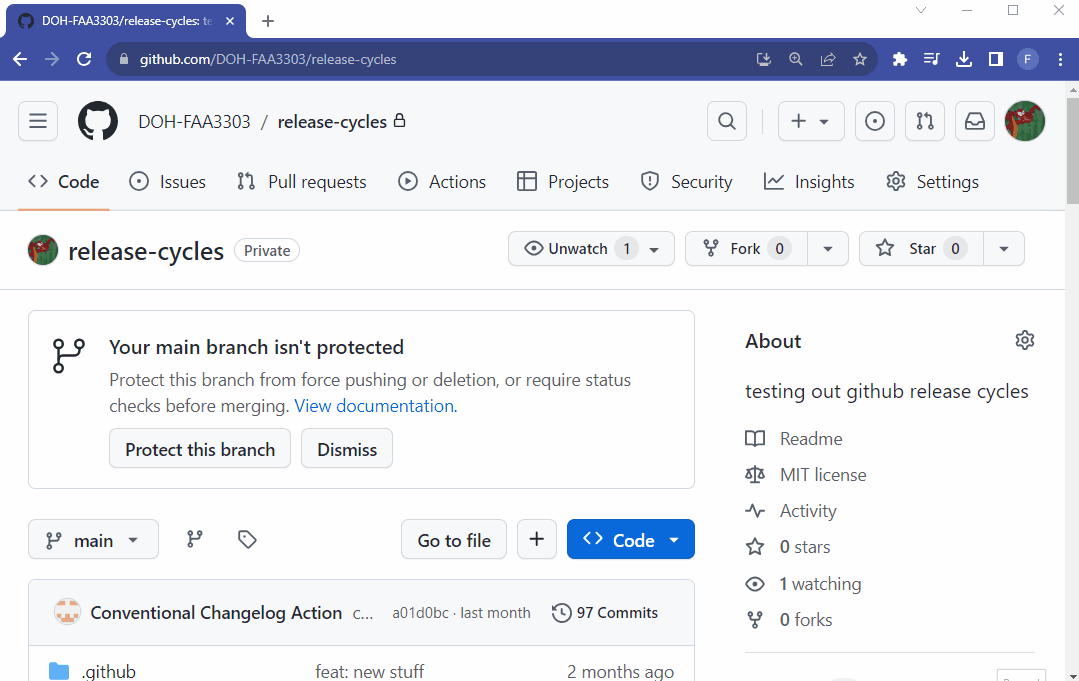 DOH-FAA3303/release-cycles: te
github.com/DOH-FAA3303/release-cycles
F
DOH-FAA3303 / release-cycles
Code Issues Pull requests Actions Projects Security Insights Settings
release-cycles Private
Unwatch 1 Fork 0 Star 0
Your main branch isn't protected
Protect this branch from force pushing or deletion, or require status
checks before merging. View documentation.
Protect this branch Dismiss
main Go to file Code
Conventional Changelog Action c... a01d0bc · last month 97 Commits
.github feat: new stuff 2 months ago
About
testing out github release cycles
Readme
MIT license
Activity
0 stars
1 watching
0 forks